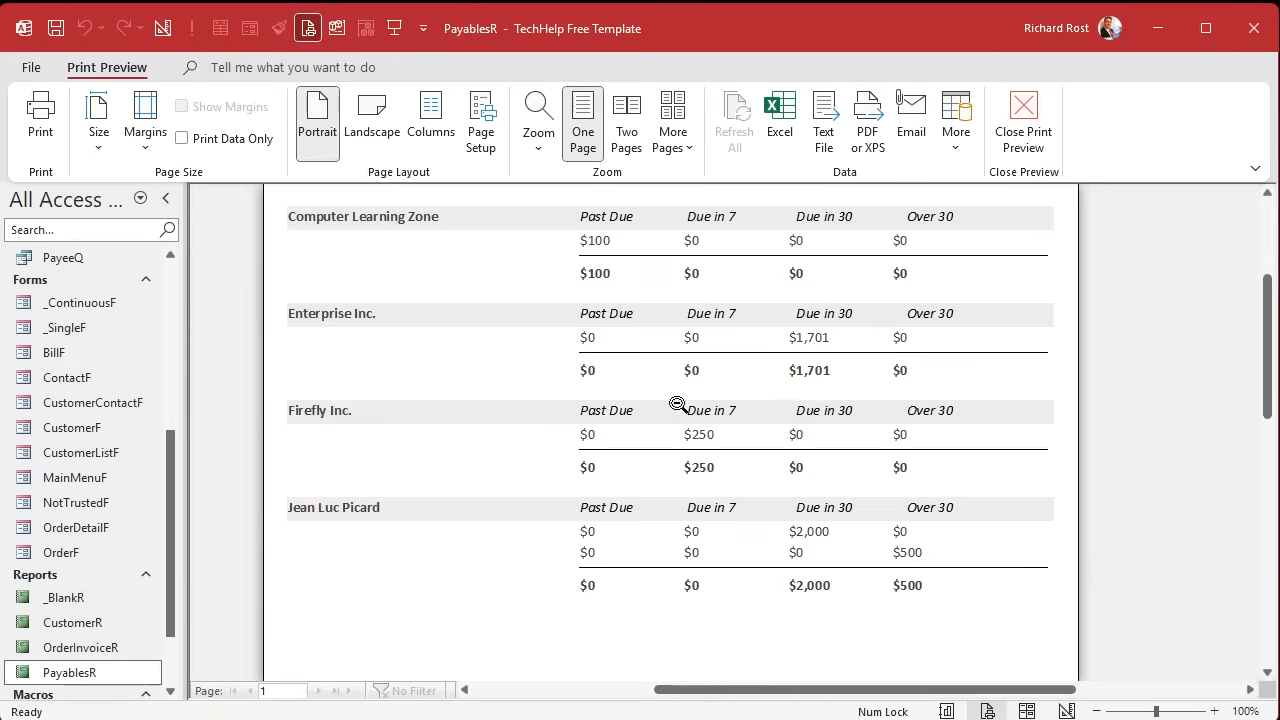 PayablesR - TechHelp Free Template
Richard Rost
File
Print Preview
Tell me what you want to do
Print
Size
Margins
Show Margins
Print Data Only
Portrait
Landscape
Columns
Page Setup
Zoom
One Page
Two Pages
More Pages
Refresh All
Excel
Text File
PDF or XPS
Email
More
Close Print Preview
Print
Page Size
Page Layout
Zoom
Data
Close Preview
All Access ...
Search...
PayeeQ
Forms
_ContinuousF
_SingleF
BillF
ContactF
CustomerContactF
CustomerF
CustomerListF
MainMenuF
NotTrustedF
OrderDetailF
OrderF
Reports
_BlankR
CustomerR
OrderInvoiceR
PayablesR
Macros
Computer Learning Zone Past Due Due in 7 Due in 30 Over 30
$100 $0 $0 $0
$100 $0 $0 $0
Enterprise Inc. Past Due Due in 7 Due in 30 Over 30
$0 $0 $1,701 $0
$0 $0 $1,701 $0
Firefly Inc. Past Due Due in 7 Due in 30 Over 30
$0 $250 $0 $0
$0 $250 $0 $0
Jean Luc Picard Past Due Due in 7 Due in 30 Over 30
$0 $0 $2,000 $0
$0 $0 $0 $500
$0 $0 $2,000 $500
Page: 1 No Filter
Ready
Num Lock
100%